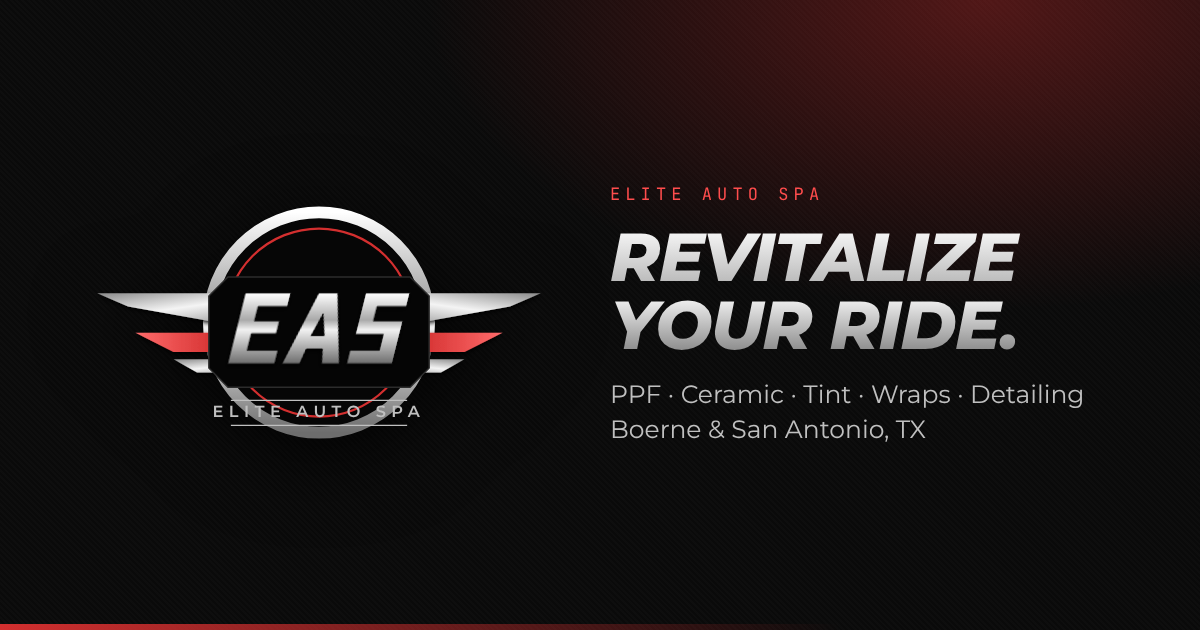 EAS
ELITE AUTO SPA
ELITE AUTO SPA
REVITALIZE
YOUR RIDE.
PPF · Ceramic · Tint · Wraps · Detailing
Boerne & San Antonio, TX